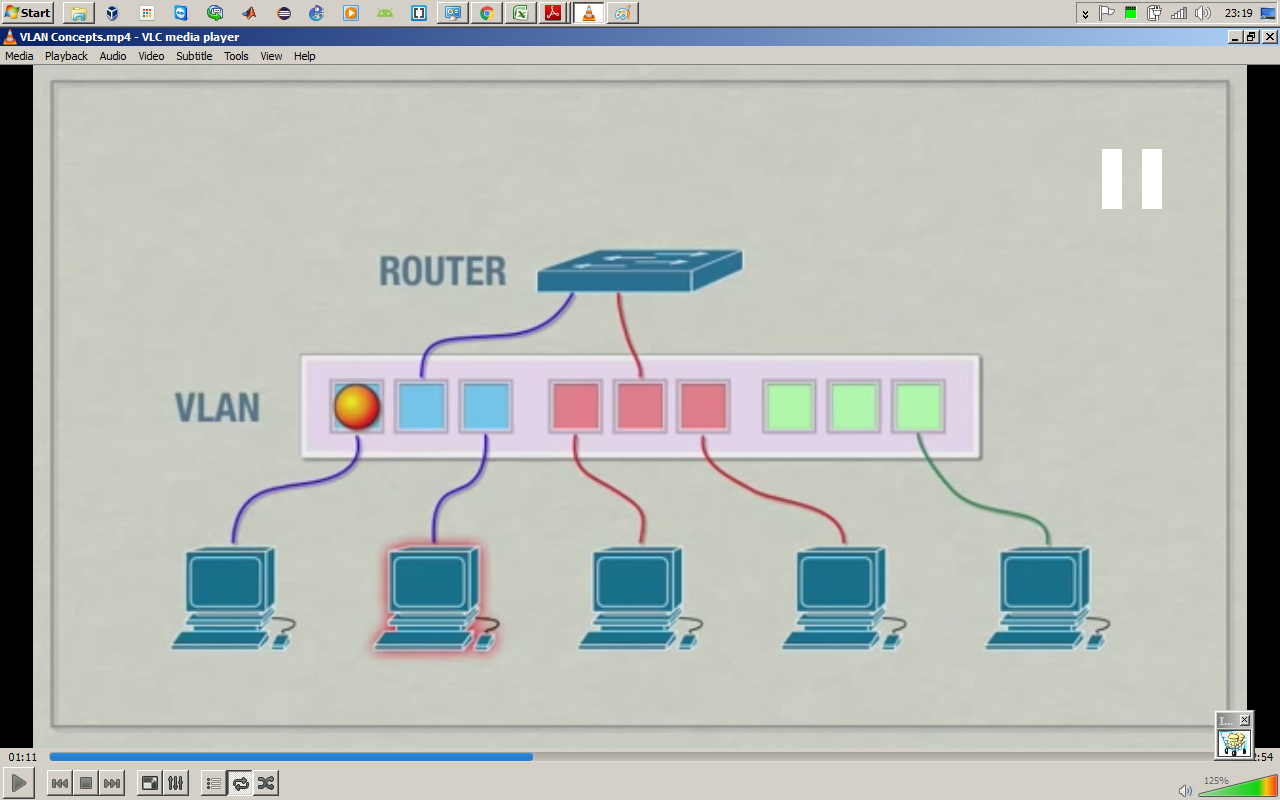 Start
23:19
VLAN Concepts.mp4 - VLC media player
Media Playback Audio Video Subtitle Tools View Help
ROUTER
VLAN
01:11
:54
125%